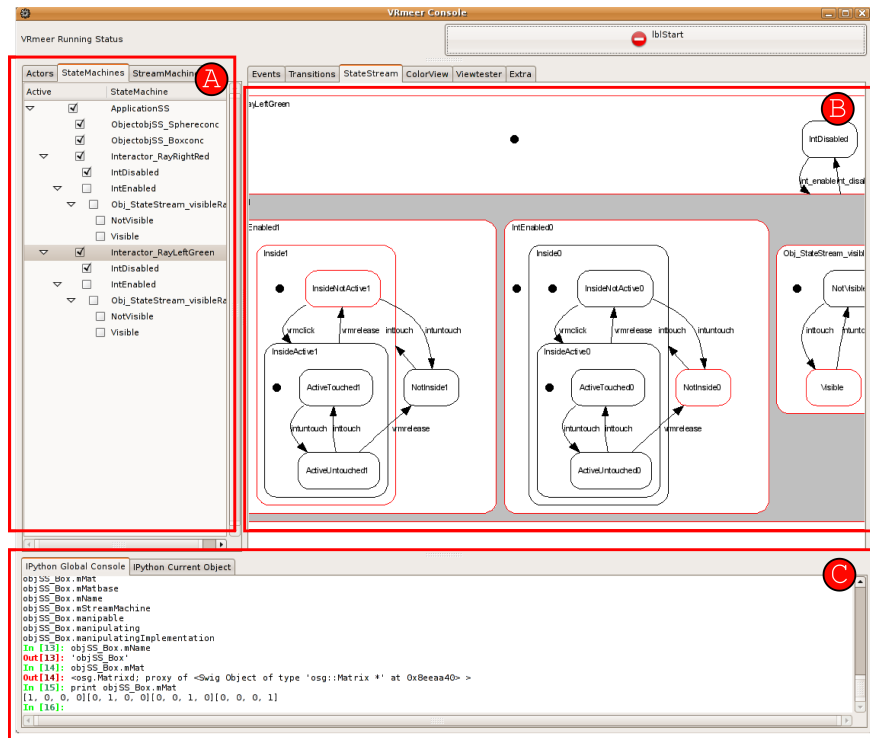 VRmeer Console
VRmeer Running Status
lblStart
Actors StateMachines StreamMachin
A
Active StateMachine
ApplicationSS
ObjectobjSS_Sphereconc
ObjectobjSS_Boxconc
Interactor_RayRightRed
IntDisabled
IntEnabled
Obj_StateStream_visibleRa
NotVisible
Visible
Interactor_RayLeftGreen
IntDisabled
IntEnabled
Obj_StateStream_visibleRa
NotVisible
Visible
Events Transitions StateStream ColorView Viewtester Extra
B
ayLeftGreen
IntDisabled
int_enable int_disal
Enabled1
Inside1
InsideNotActive1
vrmclick vrmrelease inttouch intuntouch
InsideActive1
ActiveTouched1
NotInside1
intuntouch inttouch vrmrelease
ActiveUntouched1
IntEnabled0
Inside0
InsideNotActive0
vrmclick vrmrelease inttouch intuntouch
InsideActive0
ActiveTouched0
NotInside0
intuntouch inttouch vrmrelease
ActiveUntouched0
Obj_StateStream_visibl
NotVisible
inttouch intuntc
Visible
IPython Global Console IPython Current Object
C
objSS_Box.mMat
objSS_Box.mMatbase
objSS_Box.mName
objSS_Box.mStreamMachine
objSS_Box.manipable
objSS_Box.manipulating
objSS_Box.manipulatingImplementation
In [13]: objSS_Box.mName
Out[13]: 'objSS_Box'
In [14]: objSS_Box.mMat
Out[14]: <osg.Matrixd; proxy of <Swig Object of type 'osg::Matrix *' at 0x8eeaa40> >
In [15]: print objSS_Box.mMat
[1, 0, 0, 0][0, 1, 0, 0][0, 0, 1, 0][0, 0, 0, 1]
In [16]: